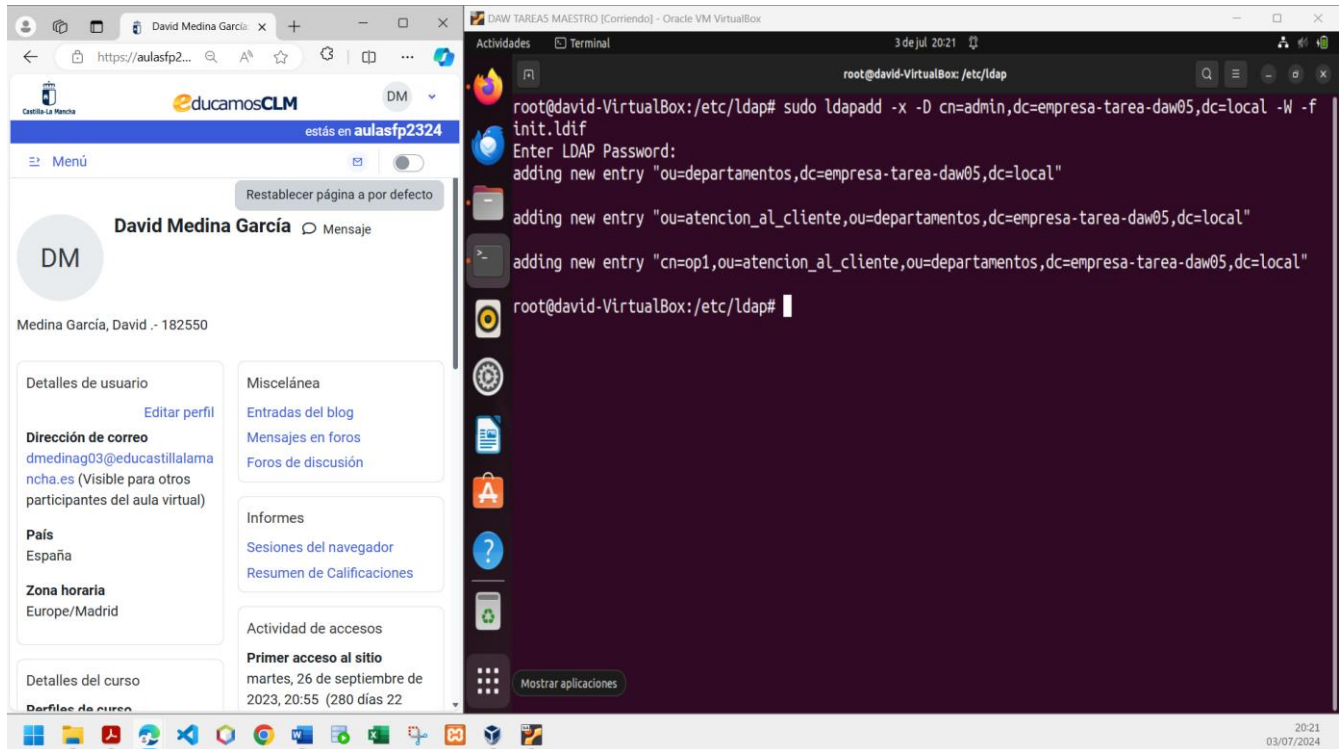 David Medina García
https://aulasfp2...
Castilla-La Mancha
educamosCLM
DM
estás en aulasfp2324
Menú
Restablecer página a por defecto
DM
David Medina García
Mensaje
Medina García, David .- 182550
Detalles de usuario
Editar perfil
Dirección de correo
dmedinag03@educastillalama
ncha.es (Visible para otros
participantes del aula virtual)
País
España
Zona horaria
Europe/Madrid
Detalles del curso
Perfiles de curso
Miscelánea
Entradas del blog
Mensajes en foros
Foros de discusión
Informes
Sesiones del navegador
Resumen de Calificaciones
Actividad de accesos
Primer acceso al sitio
martes, 26 de septiembre de
2023, 20:55 (280 días 22
DAW TAREAS MAESTRO [Corriendo] - Oracle VM VirtualBox
Actividades
Terminal
3 de jul 20:21
root@david-VirtualBox: /etc/ldap
root@david-VirtualBox:/etc/ldap# sudo ldapadd -x -D cn=admin,dc=empresa-tarea-daw05,dc=local -W -f
init.ldif
Enter LDAP Password:
adding new entry "ou=departamentos,dc=empresa-tarea-daw05,dc=local"
adding new entry "ou=atencion_al_cliente,ou=departamentos,dc=empresa-tarea-daw05,dc=local"
adding new entry "cn=op1,ou=atencion_al_cliente,ou=departamentos,dc=empresa-tarea-daw05,dc=local"
root@david-VirtualBox:/etc/ldap#
Mostrar aplicaciones
20:21
03/07/2024